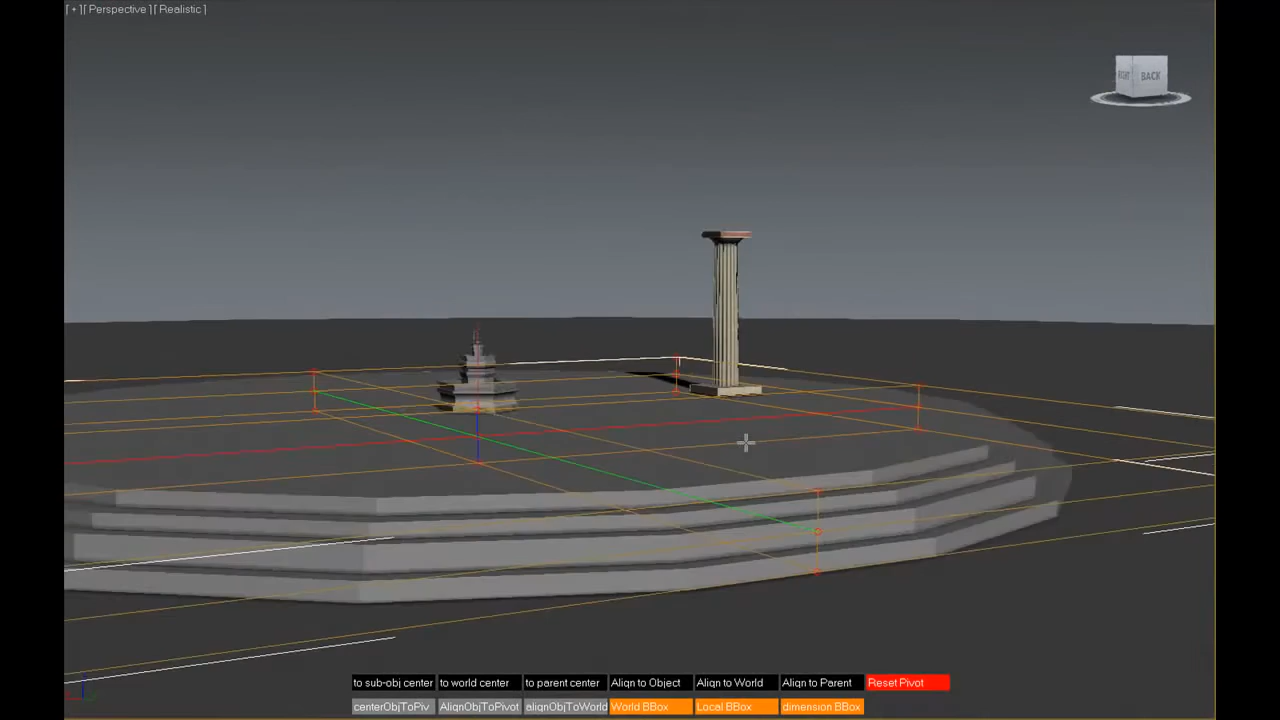 [ + ] [ Perspective ] [ Realistic ]
RIGHT BACK
to sub-obj center to world center to parent center Align to Object Align to World Align to Parent Reset Pivot
centerObjToPiv AlignObjToPivot alignObjToWorld World BBox Local BBox dimension BBox